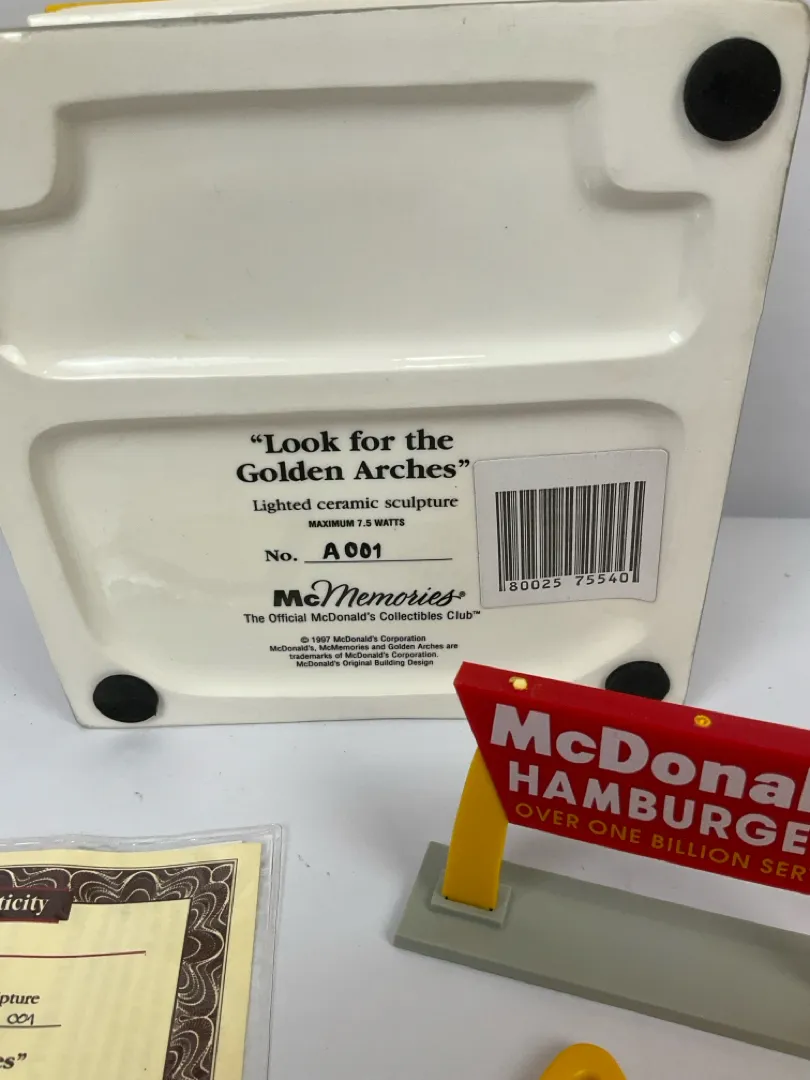 “Look for the
Golden Arches”
Lighted ceramic sculpture
MAXIMUM 7.5 WATTS
No. A001
McMemories®
The Official McDonald's Collectibles Club™
© 1997 McDonald's Corporation
McDonald's, McMemories and Golden Arches are
trademarks of McDonald's Corporation.
McDonald's Original Building Design
80025 75540
McDonal
HAMBURGE
OVER ONE BILLION SER
ticity
pture
001
es”